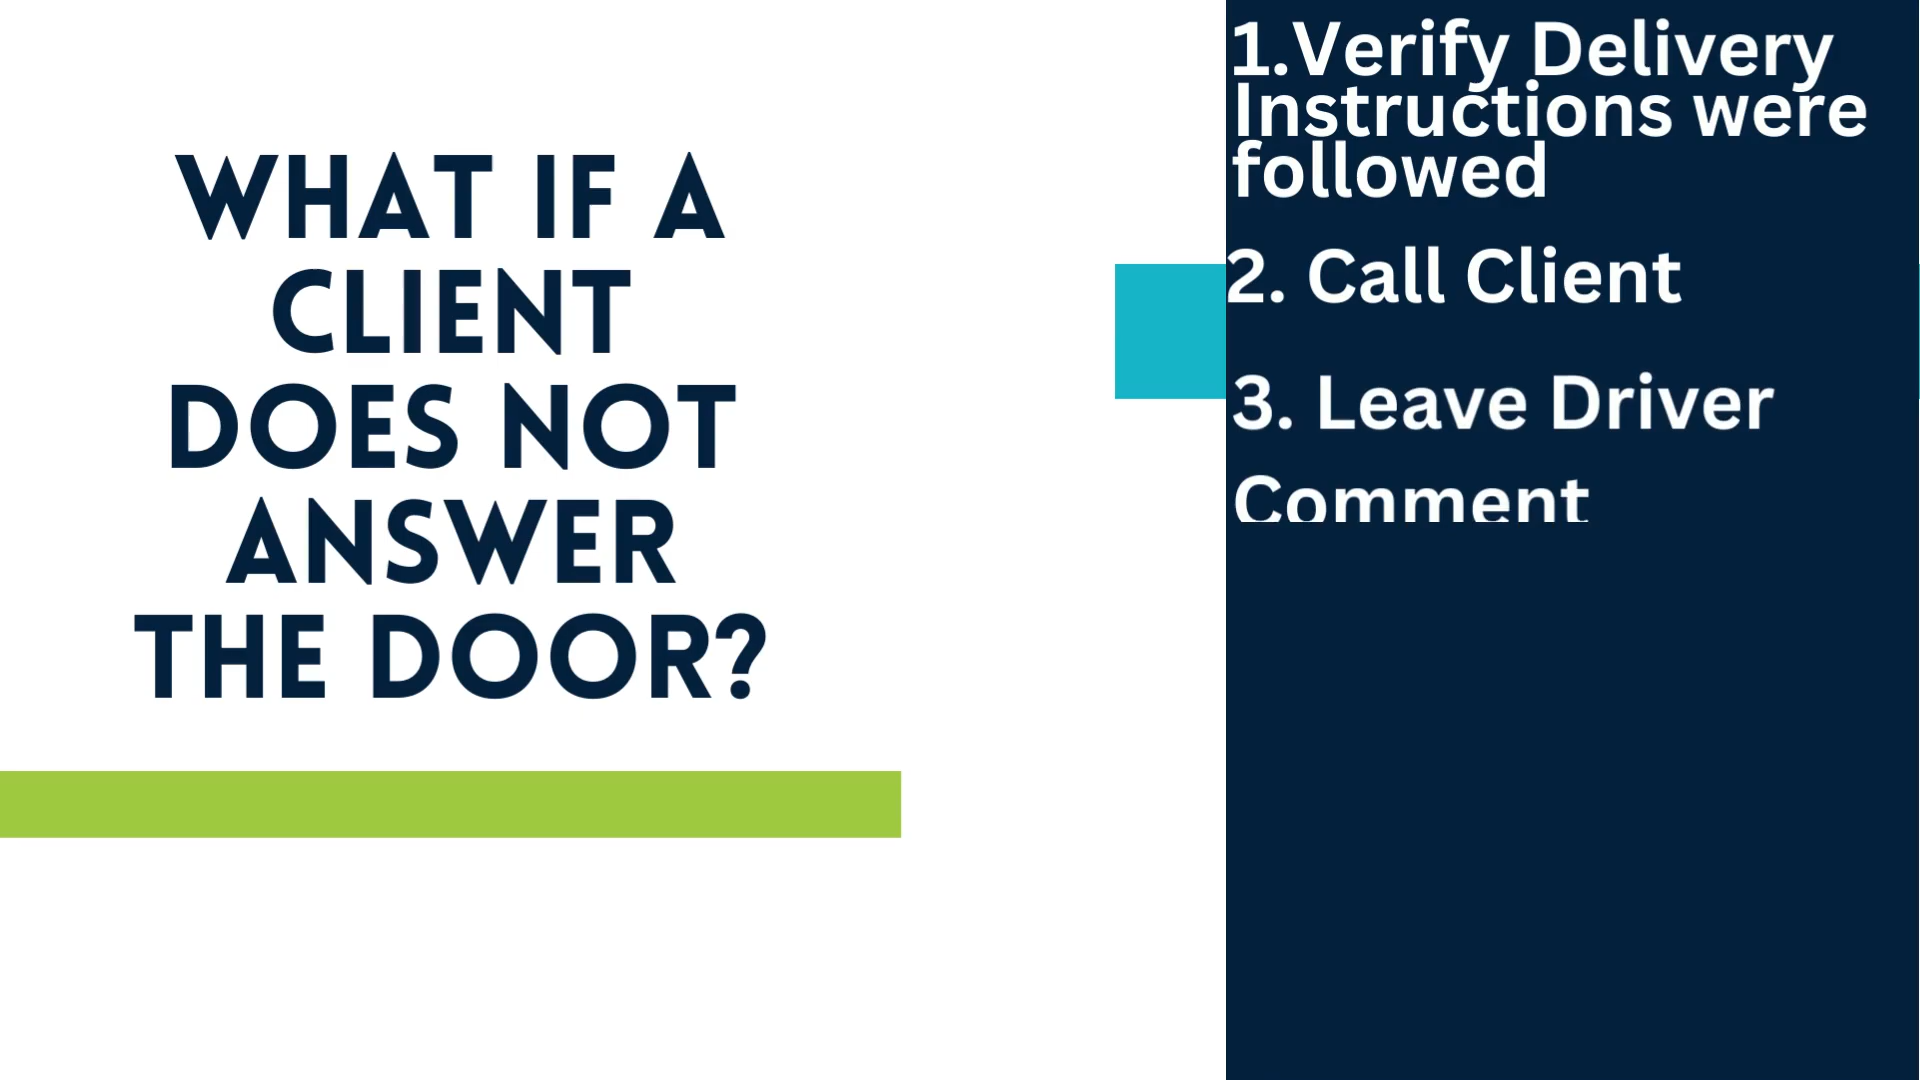 WHAT IF A
CLIENT
DOES NOT
ANSWER
THE DOOR?
1.Verify Delivery
Instructions were
followed
2. Call Client
3. Leave Driver
Comment